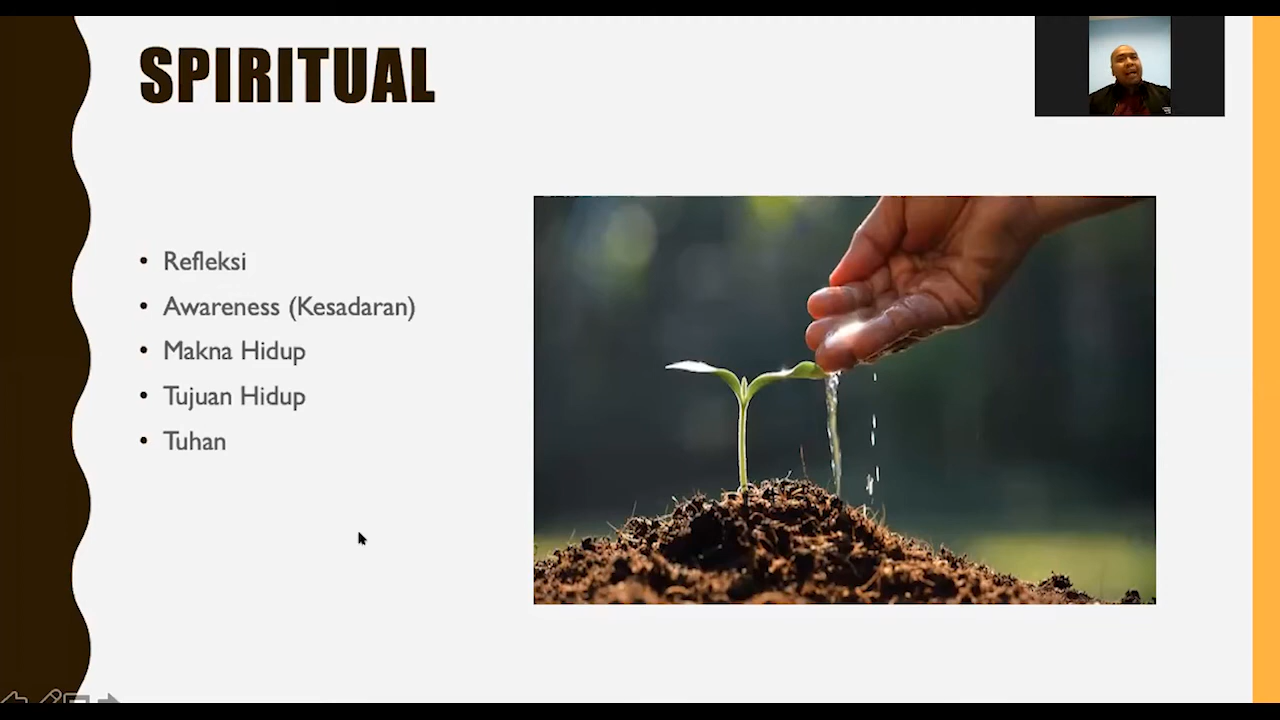 SPIRITUAL
Refleksi
Awareness (Kesadaran)
Makna Hidup
Tujuan Hidup
Tuhan